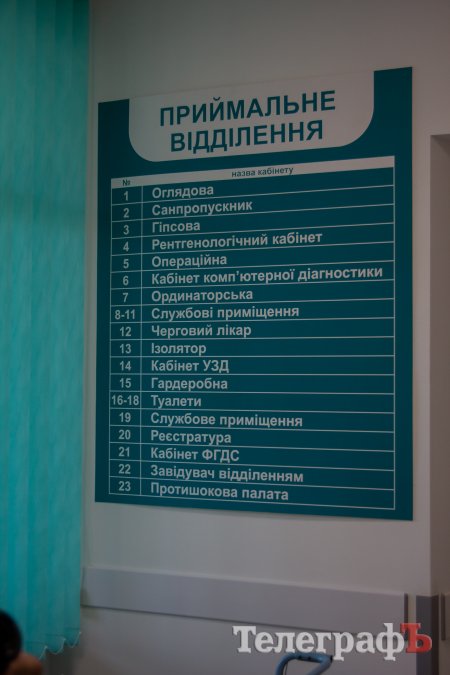 ПРИЙМАЛЬНЕ
ВІДДІЛЕННЯ
№ назва кабінету
1 Оглядова
2 Санпропускник
3 Гіпсова
4 Рентгенологічний кабінет
5 Операційна
6 Кабінет комп'ютерної діагностики
7 Ординаторська
8-11 Службові приміщення
12 Черговий лікар
13 Ізолятор
14 Кабінет УЗД
15 Гардеробна
16-18 Туалети
19 Службове приміщення
20 Реєстратура
21 Кабінет ФГДС
22 Завідувач відділенням
23 Протишокова палата
ТелеграфЪ